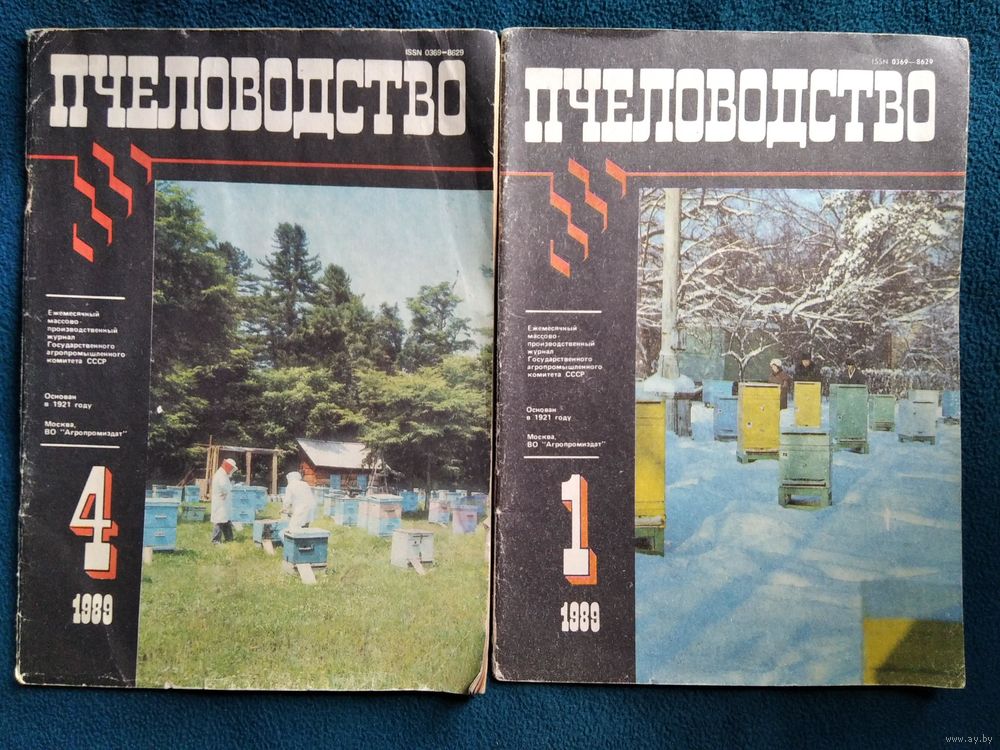 ISSN 0369-8629
ПЧЕЛОВОДСТВО
Ежемесячный
массово-
производственный
журнал
Государственного
агропромышленного
комитета СССР
Основан
в 1921 году
Москва,
ВО "Агропромиздат"
4
1989
ISSN 0369—8629
ПЧЕЛОВОДСТВО
Ежемесячный
массово-
производственный
журнал
Государственного
агропромышленного
комитета СССР
Основан
в 1921 году
Москва,
ВО "Агропромиздат"
1
1989
www.ay.by